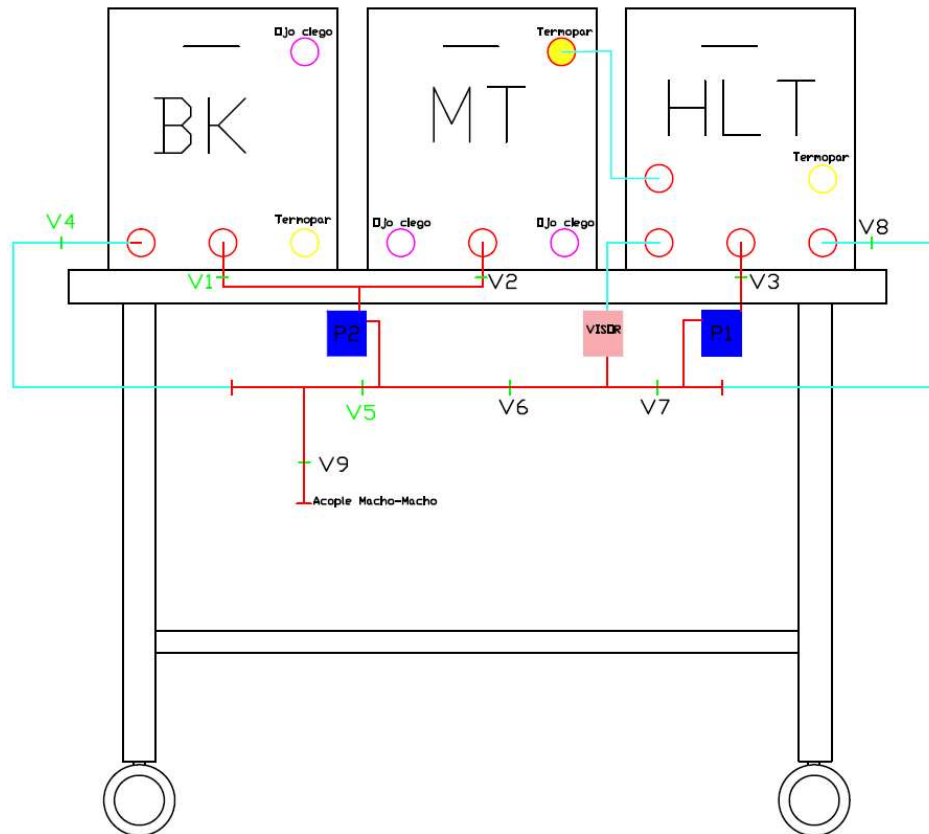 Ojo ciego
Termopar
BK
MT
HLT
Termopar
V4
Termopar
Ojo ciego
Ojo ciego
V8
V1
V2
V3
P2
VISOR
P1
V5
V6
V7
V9
Acople Macho-Macho